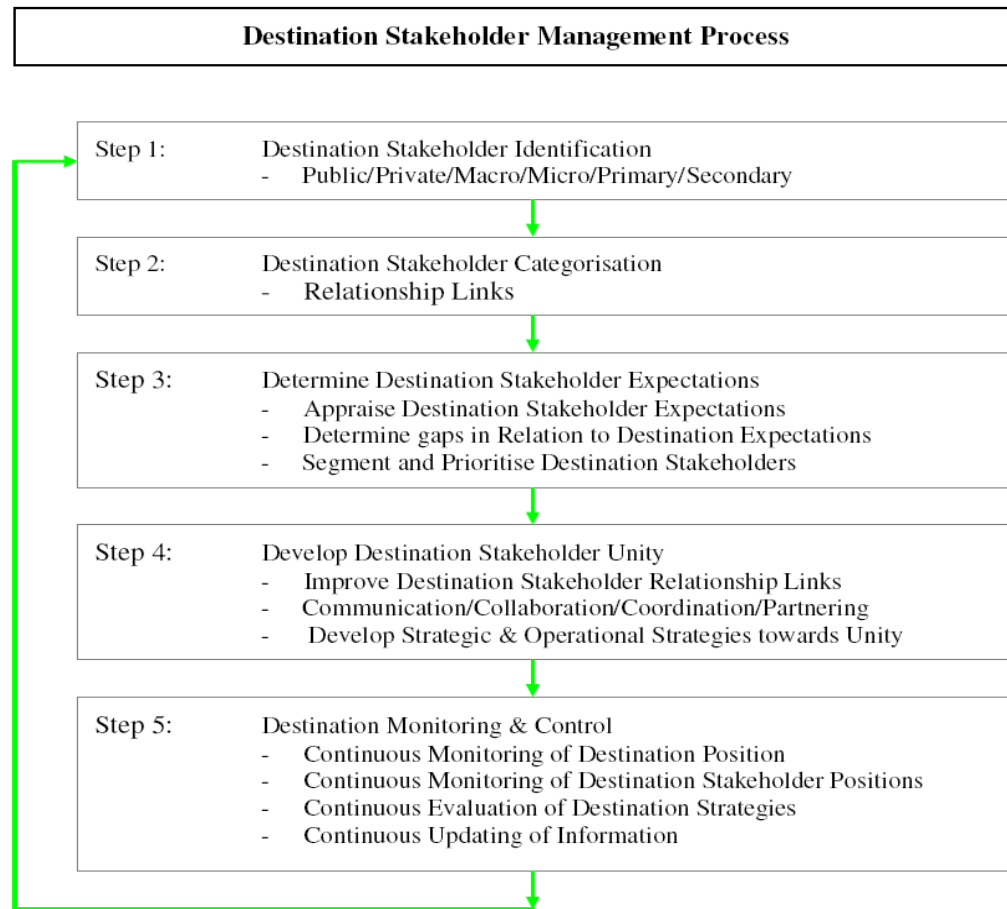 Destination Stakeholder Management Process
Step 1: Destination Stakeholder Identification
- Public/Private/Macro/Micro/Primary/Secondary
Step 2: Destination Stakeholder Categorisation
- Relationship Links
Step 3: Determine Destination Stakeholder Expectations
- Appraise Destination Stakeholder Expectations
- Determine gaps in Relation to Destination Expectations
- Segment and Prioritise Destination Stakeholders
Step 4: Develop Destination Stakeholder Unity
- Improve Destination Stakeholder Relationship Links
- Communication/Collaboration/Coordination/Partnering
- Develop Strategic & Operational Strategies towards Unity
Step 5: Destination Monitoring & Control
- Continuous Monitoring of Destination Position
- Continuous Monitoring of Destination Stakeholder Positions
- Continuous Evaluation of Destination Strategies
- Continuous Updating of Information